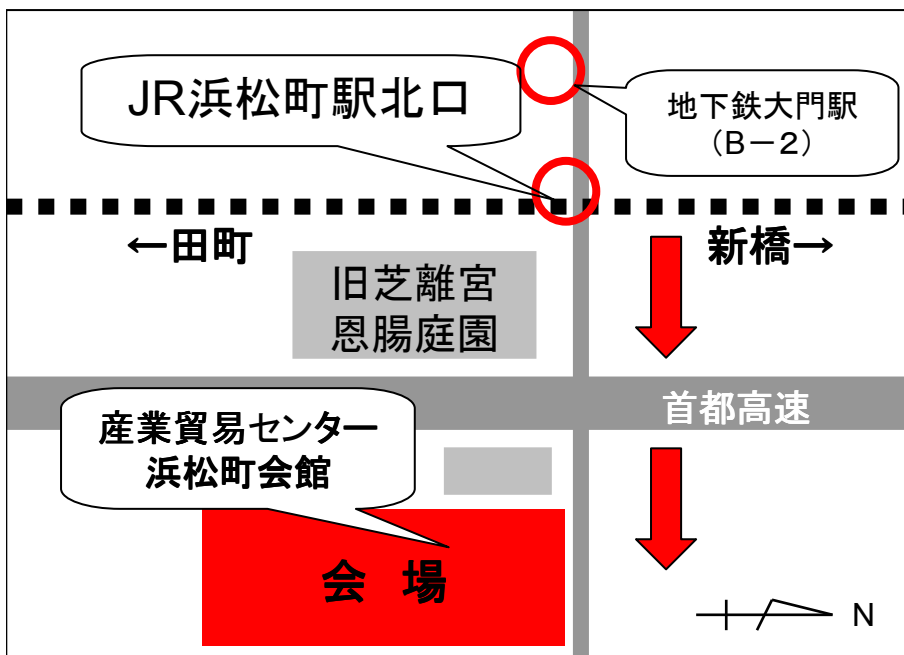 JR浜松町駅北口
地下鉄大門駅
（B－2）
←田町
新橋→
旧芝離宮
恩腸庭園
首都高速
産業貿易センター
浜松町会館
会 場
N